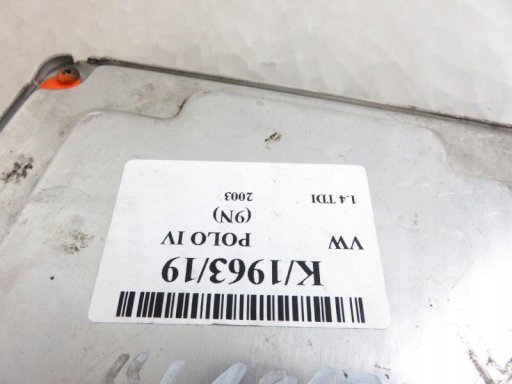 K/1963/19
VW POLO IV
(9N)
1.4 TDI 2003